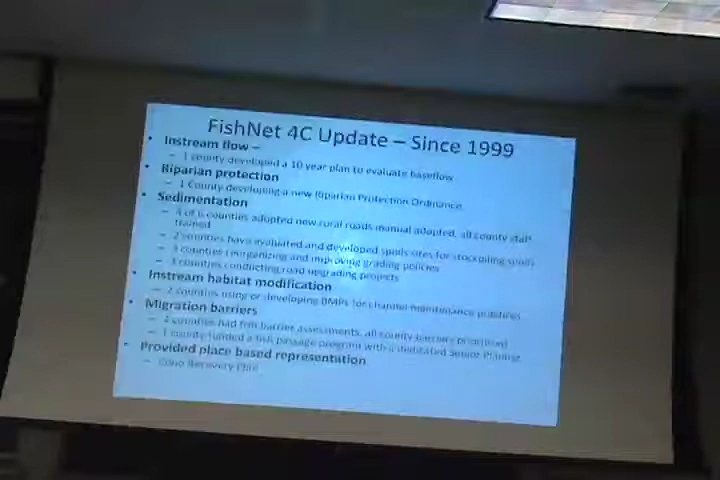 FishNet 4C Update – Since 1999
• Instream flow –
– 1 county developed a 10 year plan to evaluate baseflow
• Riparian protection
– 1 County developing a new Riparian Protection Ordinance
• Sedimentation
– 4 of 6 counties adopted new rural roads manual adopted, all county staff
trained
– 2 counties have evaluated and developed spoils sites for stockpiling spoils
– 3 counties reorganizing and improving grading policies
counties conducting road upgrading projects
• Instream habitat modification
– 2 counties using or developing BMPs for channel maintenance practices
• Migration barriers
counties had fish barrier assessments, all county barriers prioritized
– 1 county funded a fish passage program with a dedicated Senior Planner
• Provided place based representation
– Coho Recovery Plan